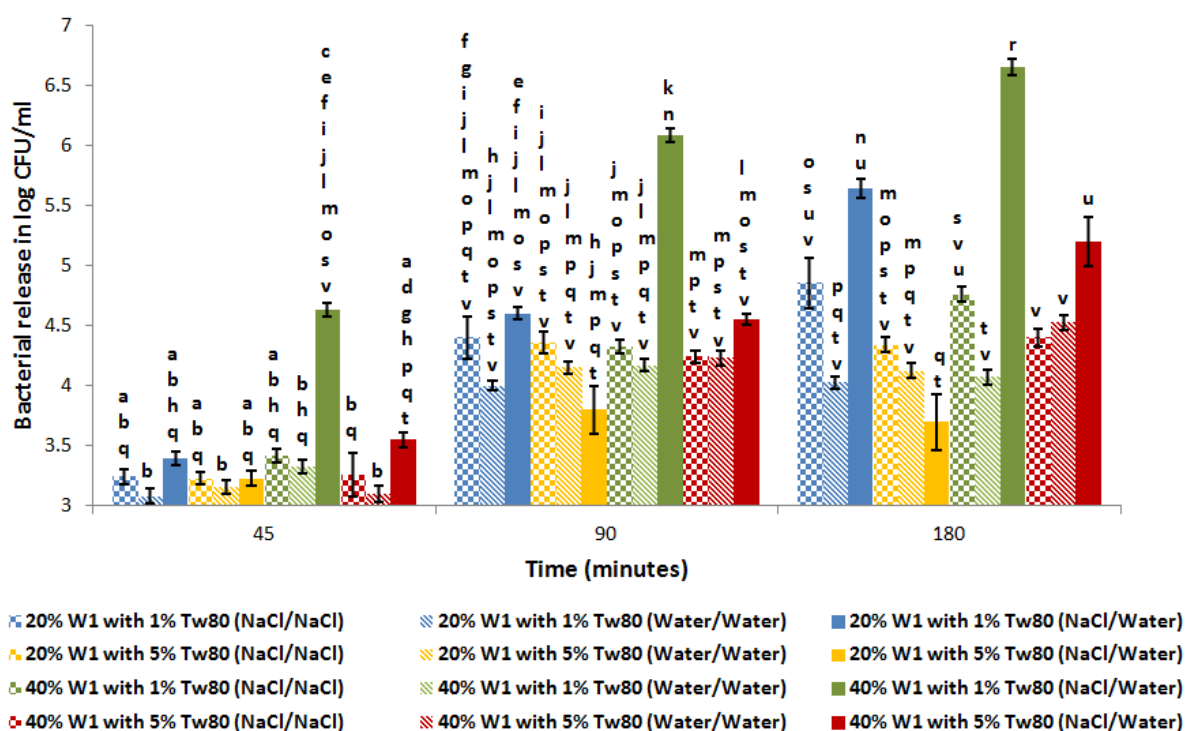 Bacterial release in log CFU/ml
7
6.5
6
5.5
5
4.5
4
3.5
3
a b q
b
a b h q
a b q
b
a b q
a b h q
b h q
c e f i j l m o s v
b q
b
a d g h p q t
f g i j l m o p q t v
h j l m o p s t v
e f i j l m o s v
i j l m o p s t v
j l m p q t v
h j m p q t
j m o p s t v
j l m p q t v
k n
m p t v
m p s t v
l m o s t v
o s u v
p q t v
n u
m o p s t v
m p q t v
q t
s v u
t v
r
v
v
u
45 90 180
Time (minutes)
20% W1 with 1% Tw80 (NaCl/NaCl) 20% W1 with 1% Tw80 (Water/Water) 20% W1 with 1% Tw80 (NaCl/Water)
20% W1 with 5% Tw80 (NaCl/NaCl) 20% W1 with 5% Tw80 (Water/Water) 20% W1 with 5% Tw80 (NaCl/Water)
40% W1 with 1% Tw80 (NaCl/NaCl) 40% W1 with 1% Tw80 (Water/Water) 40% W1 with 1% Tw80 (NaCl/Water)
40% W1 with 5% Tw80 (NaCl/NaCl) 40% W1 with 5% Tw80 (Water/Water) 40% W1 with 5% Tw80 (NaCl/Water)